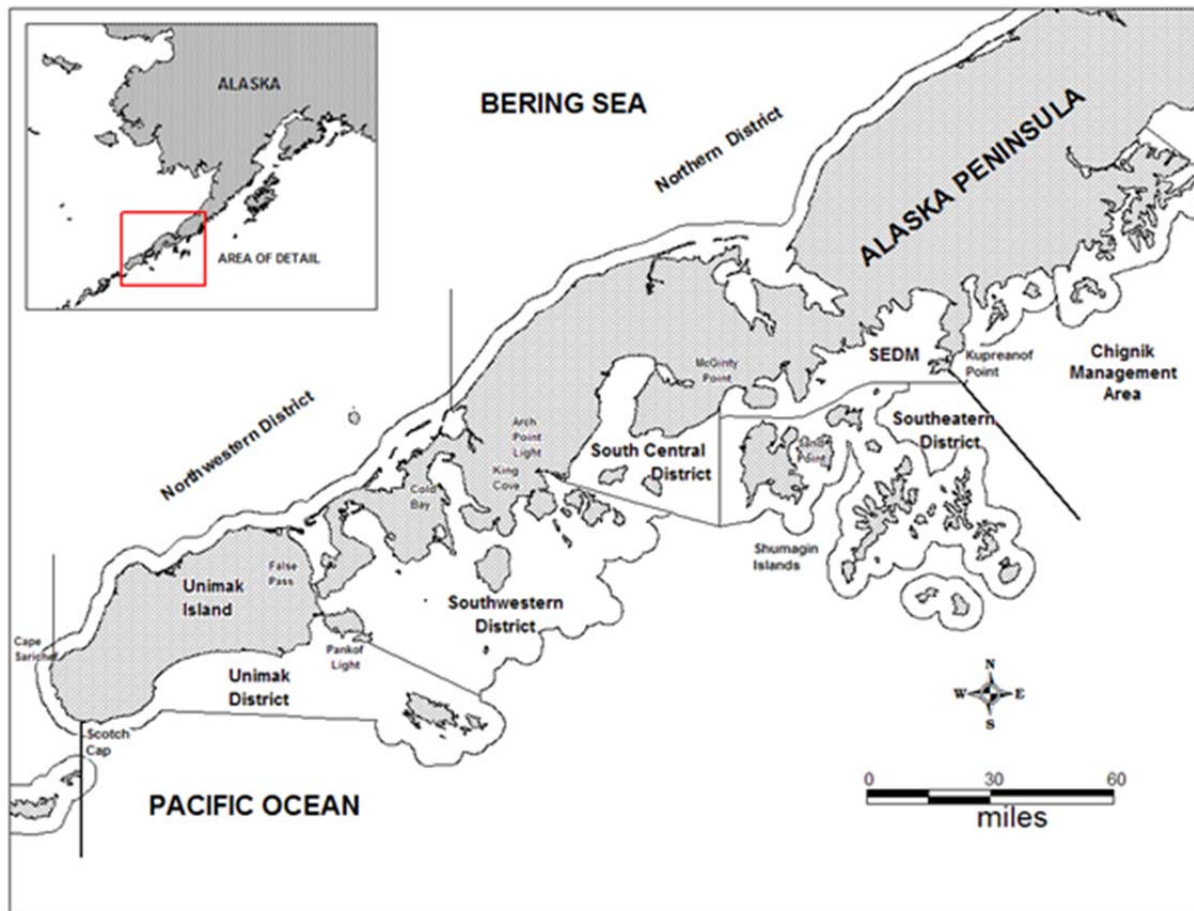 ALASKA
AREA OF DETAIL
BERING SEA
Northern District
ALASKA PENINSULA
Northwestern District
McGinty
Point
SEDM
Kupreanof
Point
Chignik
Management
Area
Arch
Point
Light
King
Cove
South Central
District
Southeatern
District
Point
Cold
Bay
Shumagin
Islands
False
Pass
Unimak
Island
Southwestern
District
Cape
Sarichef
Pankof
Light
Unimak
District
Scotch
Cap
N
W
E
S
PACIFIC OCEAN
0 30 60
miles